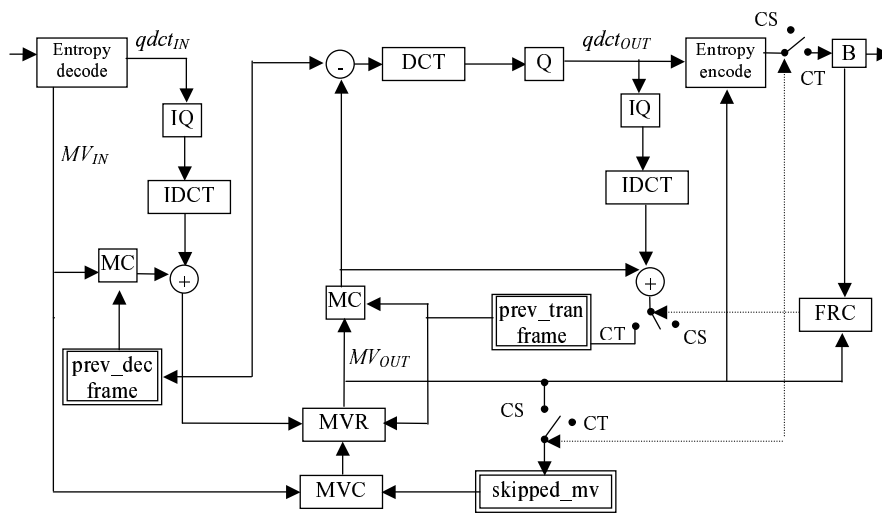 CS
Entropy
decode
qdct_IN
-
DCT
Q
qdct_OUT
Entropy
encode
B
CT
IQ
IQ
MV_IN
IDCT
IDCT
MC
+
+
MC
prev_tran
frame
CT
CS
FRC
prev_dec
frame
MV_OUT
CS
CT
MVR
MVC
skipped_mv